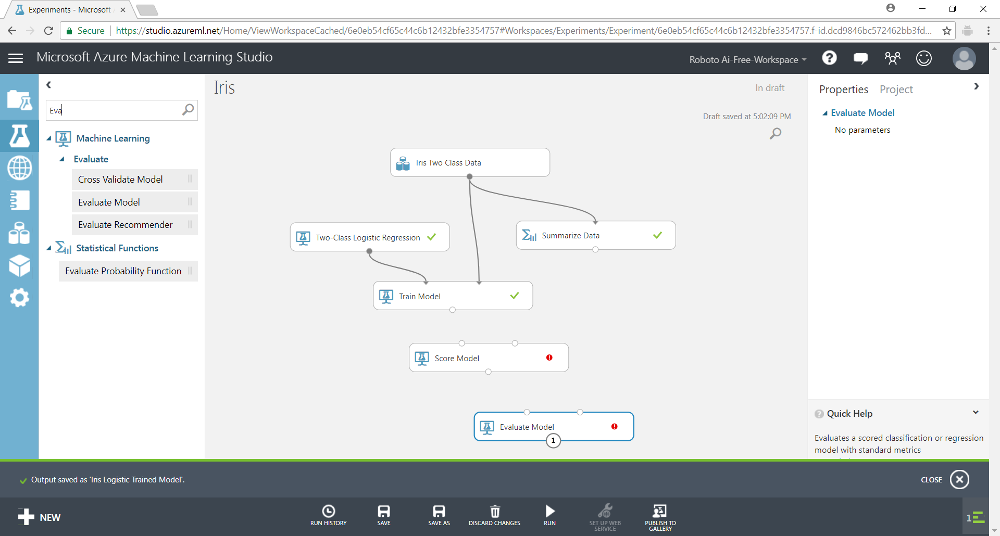 Experiments - Microsoft
Secure
https://studio.azureml.net/Home/ViewWorkspaceCached/6e0eb54cf65c44c6b12432bfe3354757#Workspaces/Experiments/Experiment/6e0eb54cf65c44c6b12432bfe3354757.f-id.dcd9846bc572462bb3fd...
Microsoft Azure Machine Learning Studio
Roboto Ai-Free-Workspace
?
Eva
Machine Learning
Evaluate
Cross Validate Model
Evaluate Model
Evaluate Recommender
Statistical Functions
Evaluate Probability Function
Iris
In draft
Draft saved at 5:02:09 PM
Iris Two Class Data
Two-Class Logistic Regression
Summarize Data
Train Model
Score Model
Evaluate Model
1
Properties
Project
Evaluate Model
No parameters
? Quick Help
Evaluates a scored classification or regression
model with standard metrics
Output saved as 'Iris Logistic Trained Model'.
CLOSE
NEW
RUN HISTORY
SAVE
SAVE AS
DISCARD CHANGES
RUN
SET UP WEB
SERVICE
PUBLISH TO
GALLERY
1